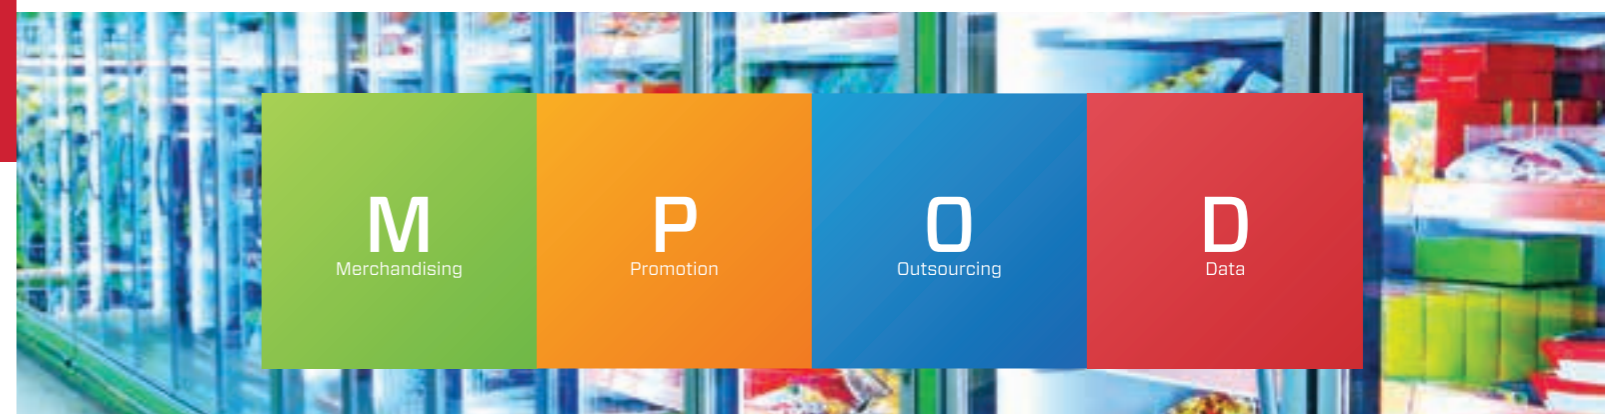 M
Merchandising
P
Promotion
O
Outsourcing
D
Data